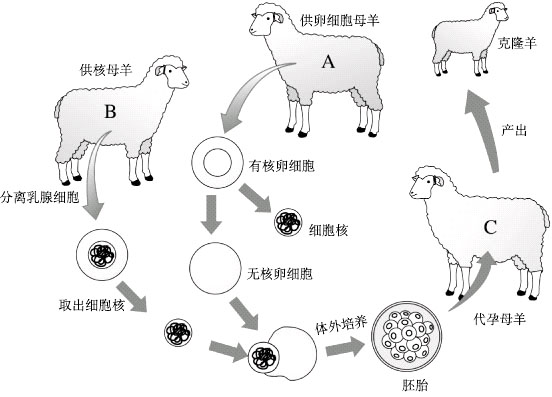 供卵细胞母羊
A
克隆羊
供核母羊
B
产出
有核卵细胞
分离乳腺细胞
C
细胞核
无核卵细胞
取出细胞核
体外培养
代孕母羊
胚胎